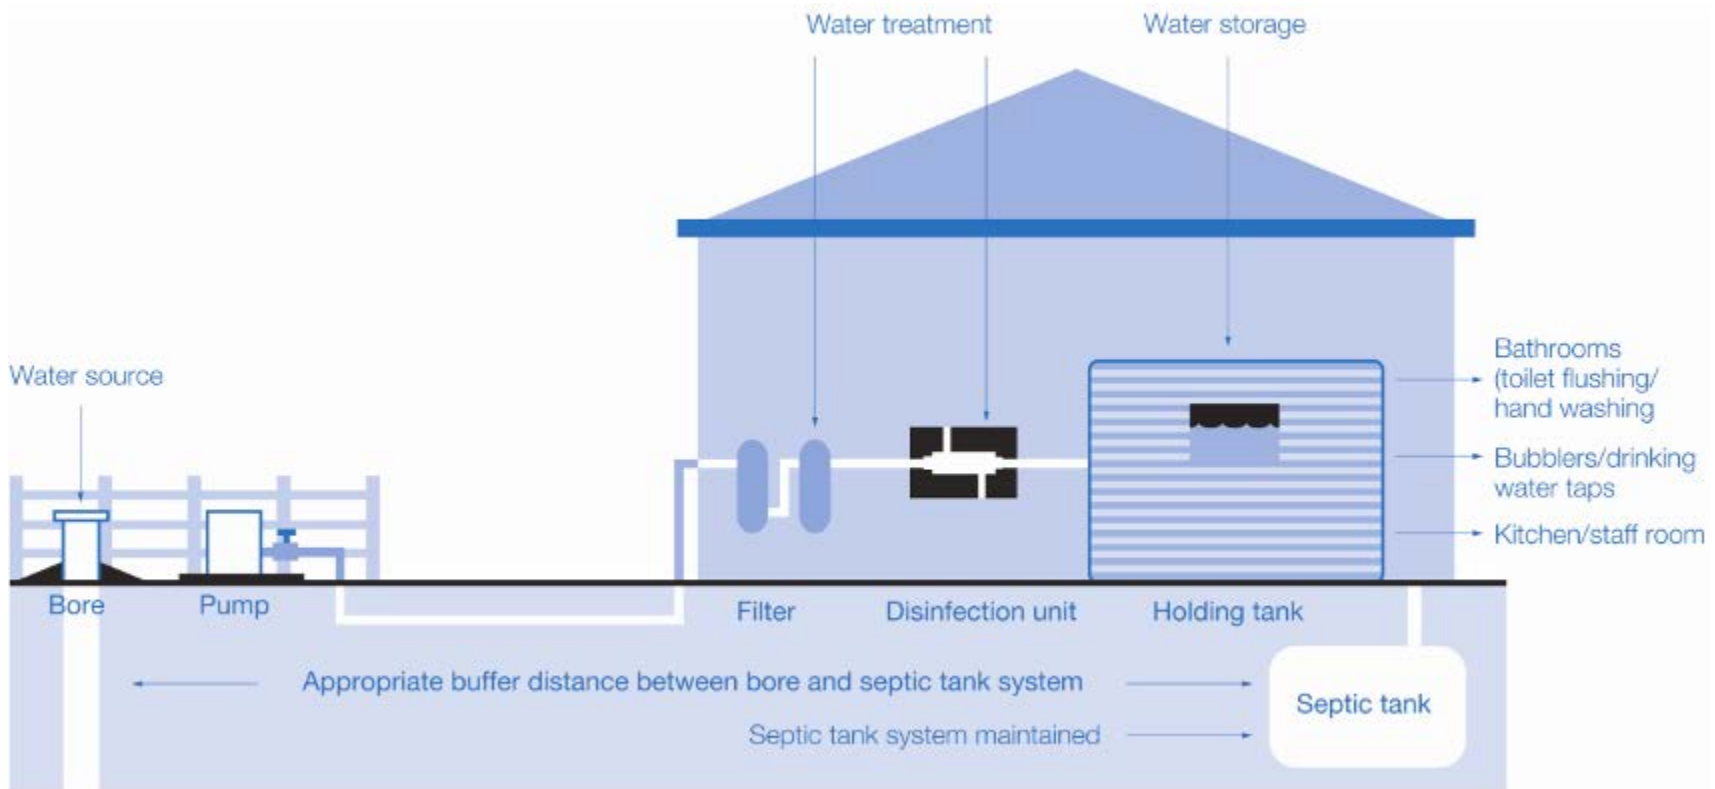 Water treatment
Water storage
Water source
Bathrooms
(toilet flushing/
hand washing
Bubblers/drinking
water taps
Kitchen/staff room
Bore
Pump
Filter
Disinfection unit
Holding tank
Appropriate buffer distance between bore and septic tank system
Septic tank
Septic tank system maintained